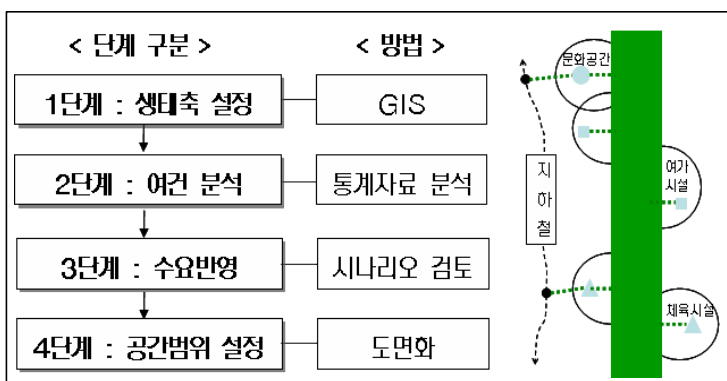 < 단계 구분 >
< 방법 >
1단계 : 생태축 설정
GIS
2단계 : 여건 분석
통계자료 분석
3단계 : 수요반영
시나리오 검토
4단계 : 공간범위 설정
도면화
문화공간
지
하
철
여가
시설
체육시설